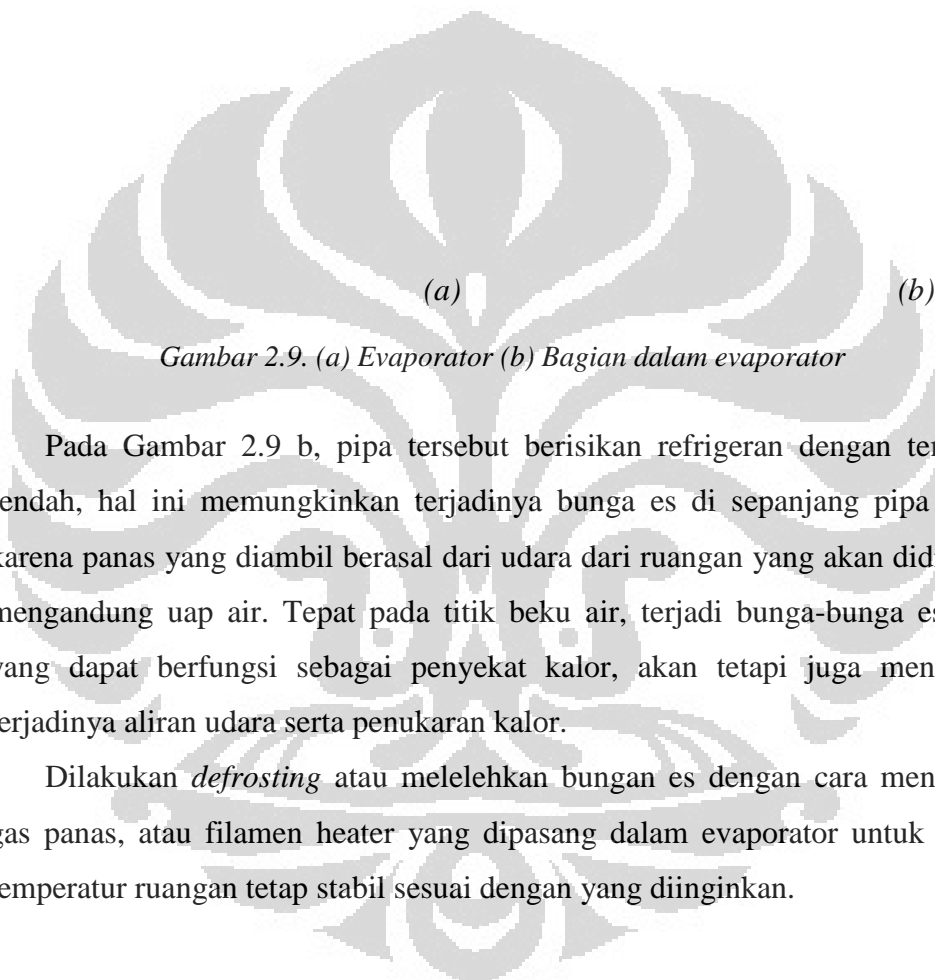 (a) (b)
Gambar 2.9. (a) Evaporator (b) Bagian dalam evaporator
Pada Gambar 2.9 b, pipa tersebut berisikan refrigeran dengan
endah, hal ini memungkinkan terjadinya bunga es di sepanjang pipa
karena panas yang diambil berasal dari udara dari ruangan yang akan
mengandung uap air. Tepat pada titik beku air, terjadi bunga-bunga es
yang dapat berfungsi sebagai penyekat kalor, akan tetapi juga
terjadinya aliran udara serta penukaran kalor.
Dilakukan defrosting atau melelehkan bungan es dengan cara
gas panas, atau filamen heater yang dipasang dalam evaporator untuk
temperatur ruangan tetap stabil sesuai dengan yang diinginkan.